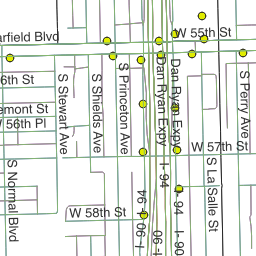 W 55th St
arfield Blvd
6th St
emont St
W 56th Pl
S Stewart Ave
S Shields Ave
S Princeton Ave
Dan Ryan Expy
Dan Ryan Expy
S Perry Ave
W 57th St
S Normal Blvd
S La Salle St
I- 94
W 58th St
I- 94
I-90
I-90
I- 94
06